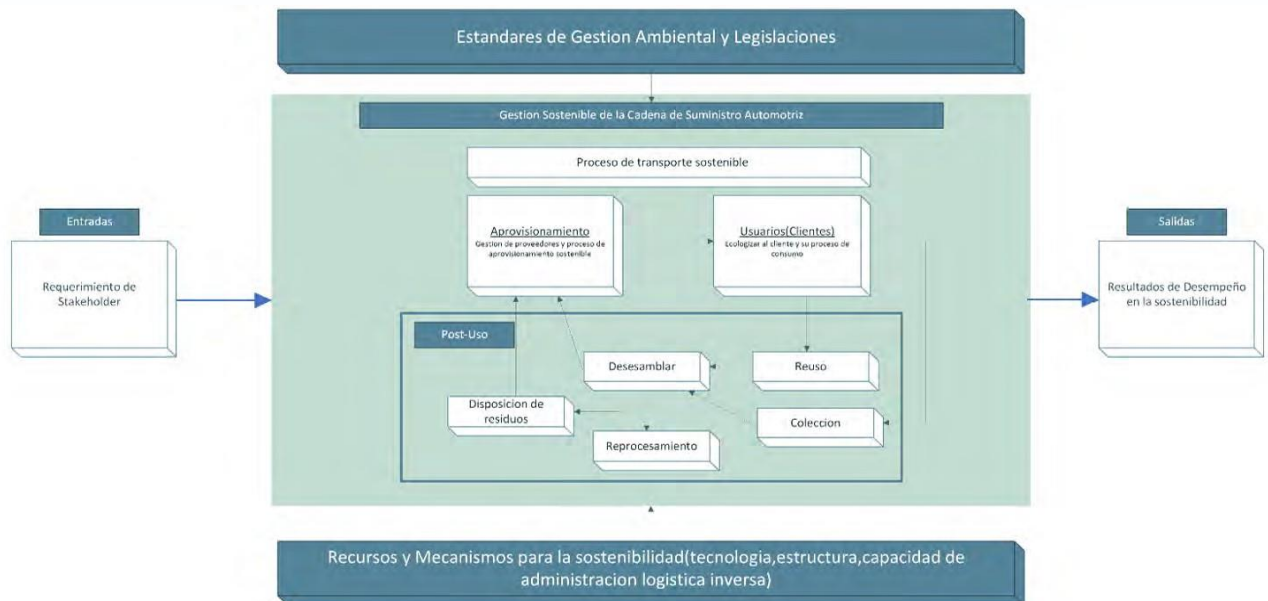 Estandares de Gestion Ambiental y Legislaciones
Gestion Sostenible de la Cadena de Suministro Automotriz
Proceso de transporte sostenible
Entradas
Requerimiento de
Stakeholder
Aprovisionamiento
Gestion de proveedores y proceso de
aprovisionamiento sostenible
Usuarios(Clientes)
Ecologizar al cliente y su proceso de
consumo
Salidas
Resultados de Desempeño
en la sostenibilidad
Post-Uso
Desesamblar
Reuso
Disposicion de
residuos
Coleccion
Reprocesamiento
Recursos y Mecanismos para la sostenibilidad(tecnologia,estructura,capacidad de
administracion logistica inversa)